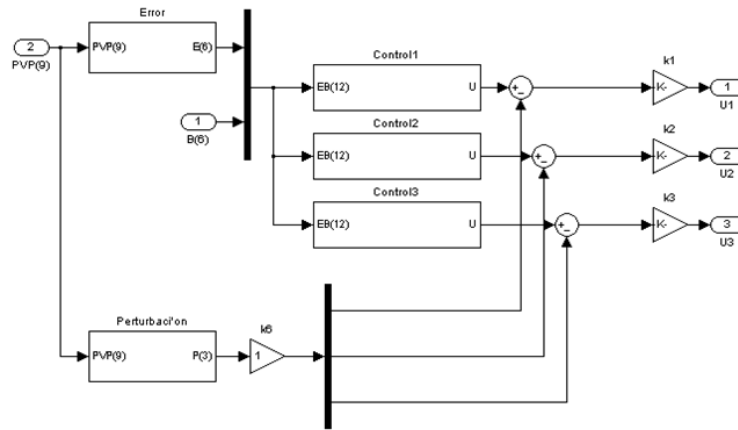 Error
2
PVP(9)
PVP(9)
E(6)
1
B(6)
Control1
EB(12)
U
+
-
k1
K-
1
U1
Control2
EB(12)
U
+
-
k2
K-
2
U2
Control3
EB(12)
U
+
-
k3
K-
3
U3
Perturbaci'on
PVP(9)
P(3)
k6
1